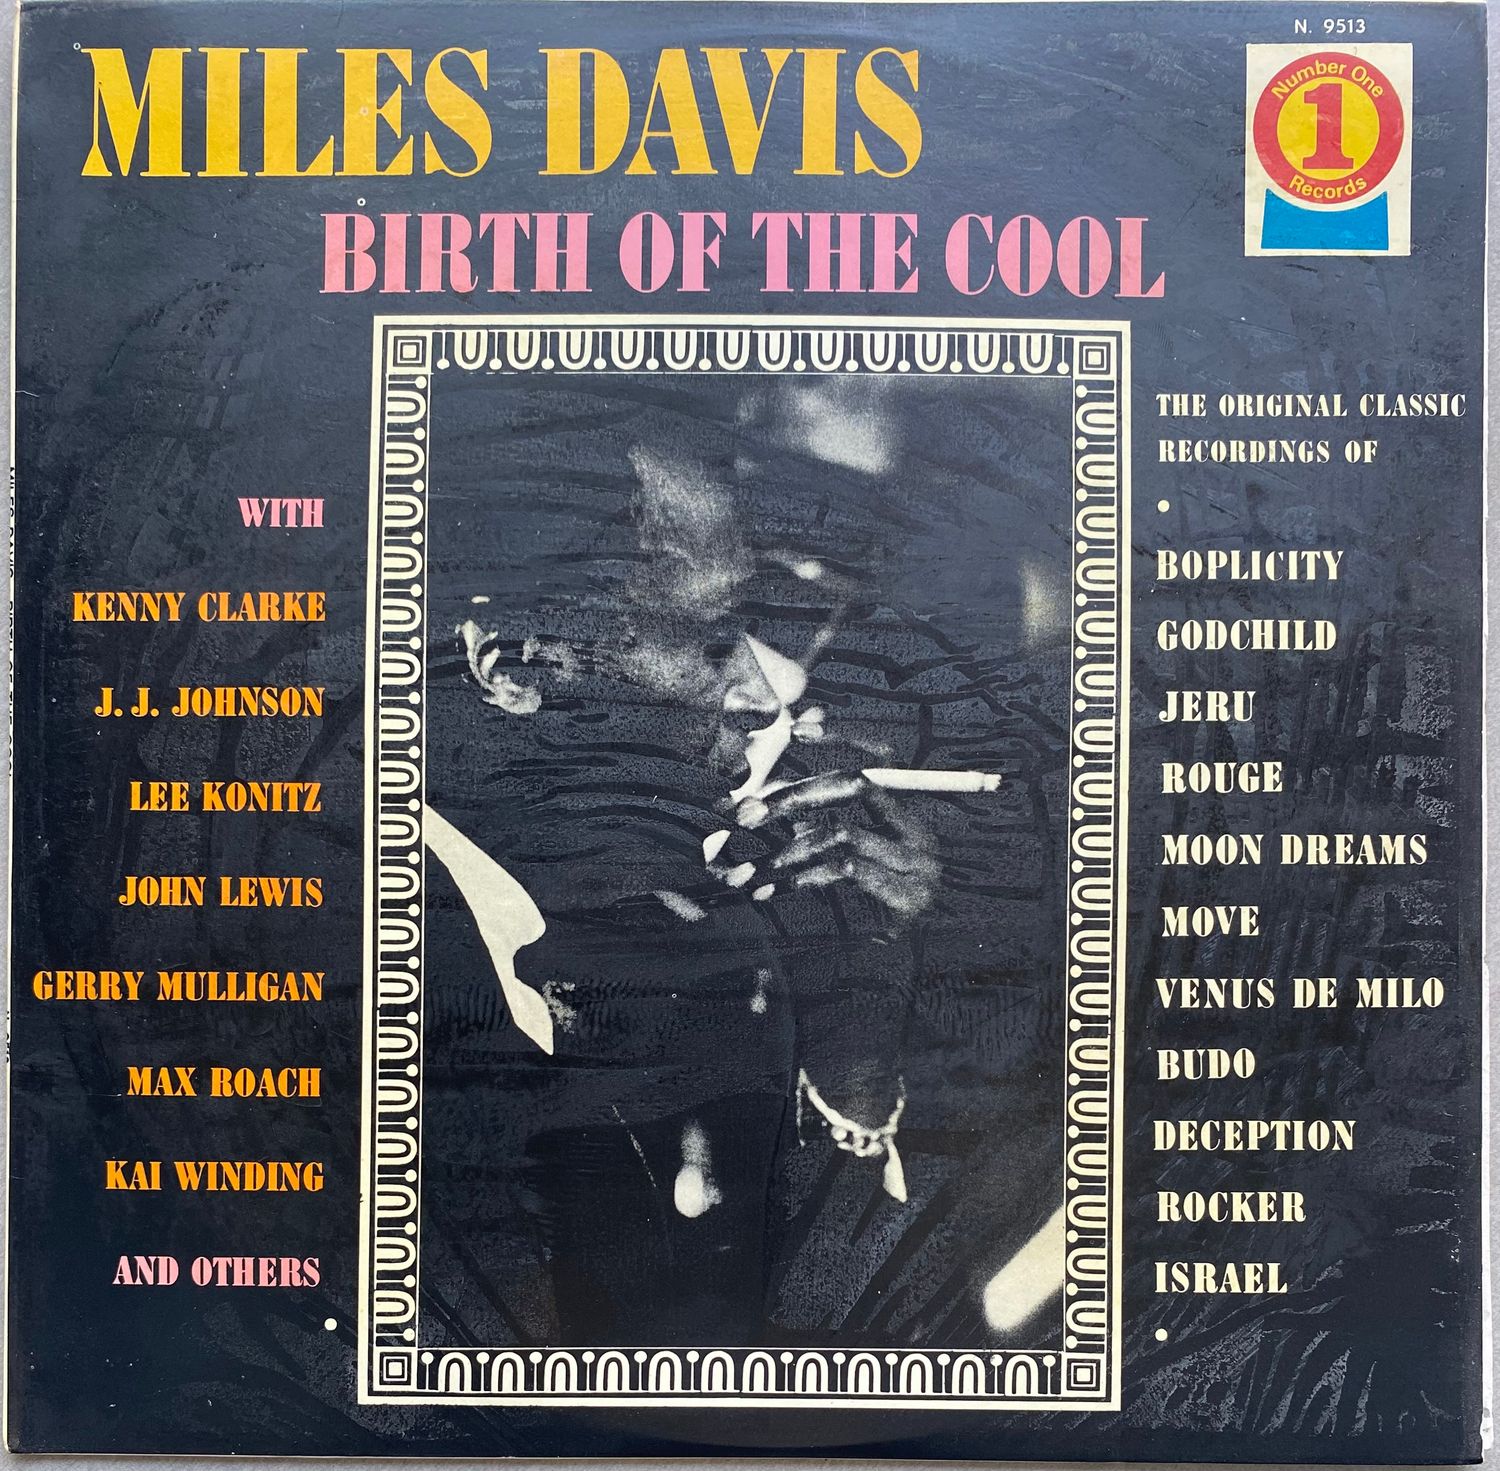 N. 9513
MILES DAVIS
Number One
1
Records
BIRTH OF THE COOL
WITH
KENNY CLARKE
J. J. JOHNSON
LEE KONITZ
JOHN LEWIS
GERRY MULLIGAN
MAX ROACH
KAI WINDING
AND OTHERS
THE ORIGINAL CLASSIC
RECORDINGS OF
BOPLICITY
GODCHILD
JERU
ROUGE
MOON DREAMS
MOVE
VENUS DE MILO
BUDO
DECEPTION
ROCKER
ISRAEL